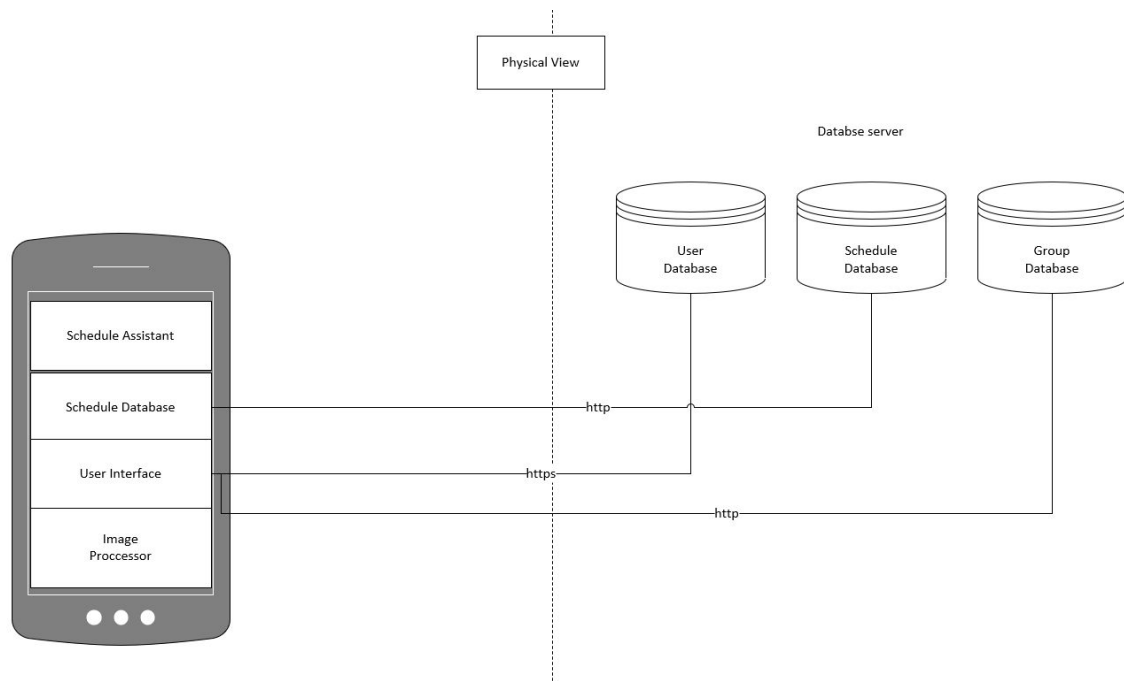 Physical View
Databse server
User
Database
Schedule
Database
Group
Database
Schedule Assistant
Schedule Database
http
User Interface
https
http
Image
Proccessor